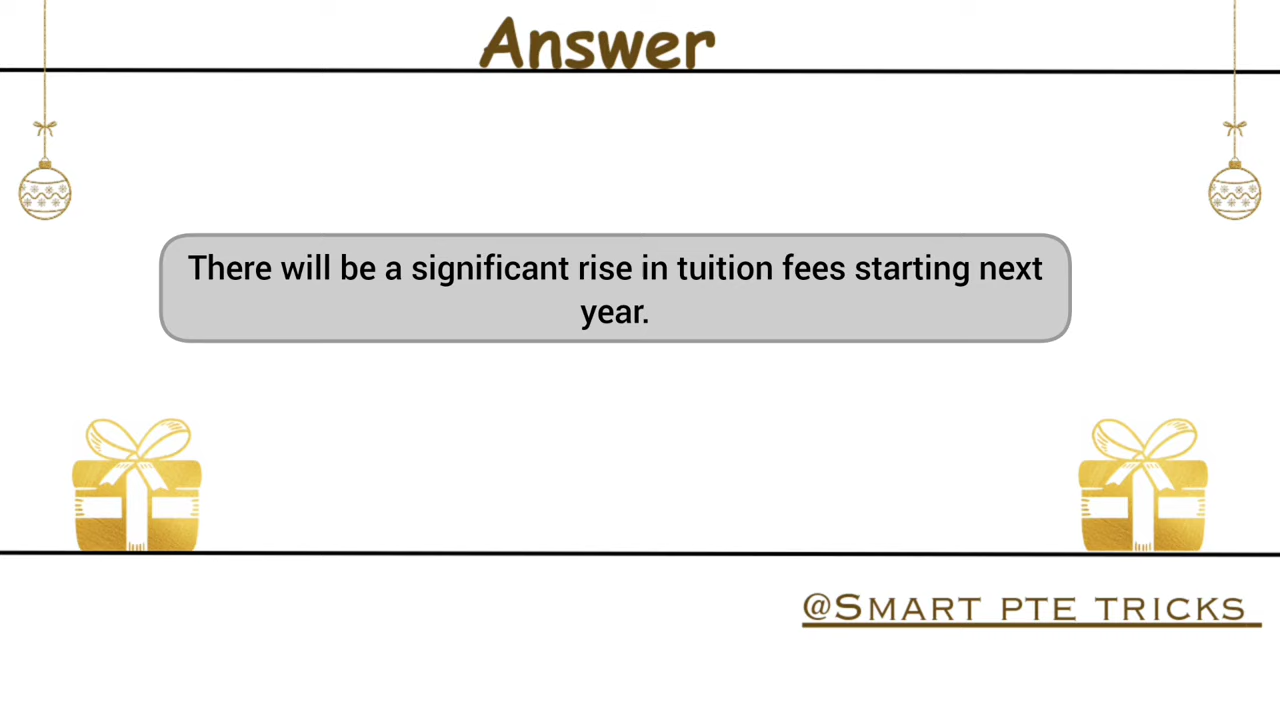 Answer
There will be a significant rise in tuition fees starting next
year.
@Smart pte tricks